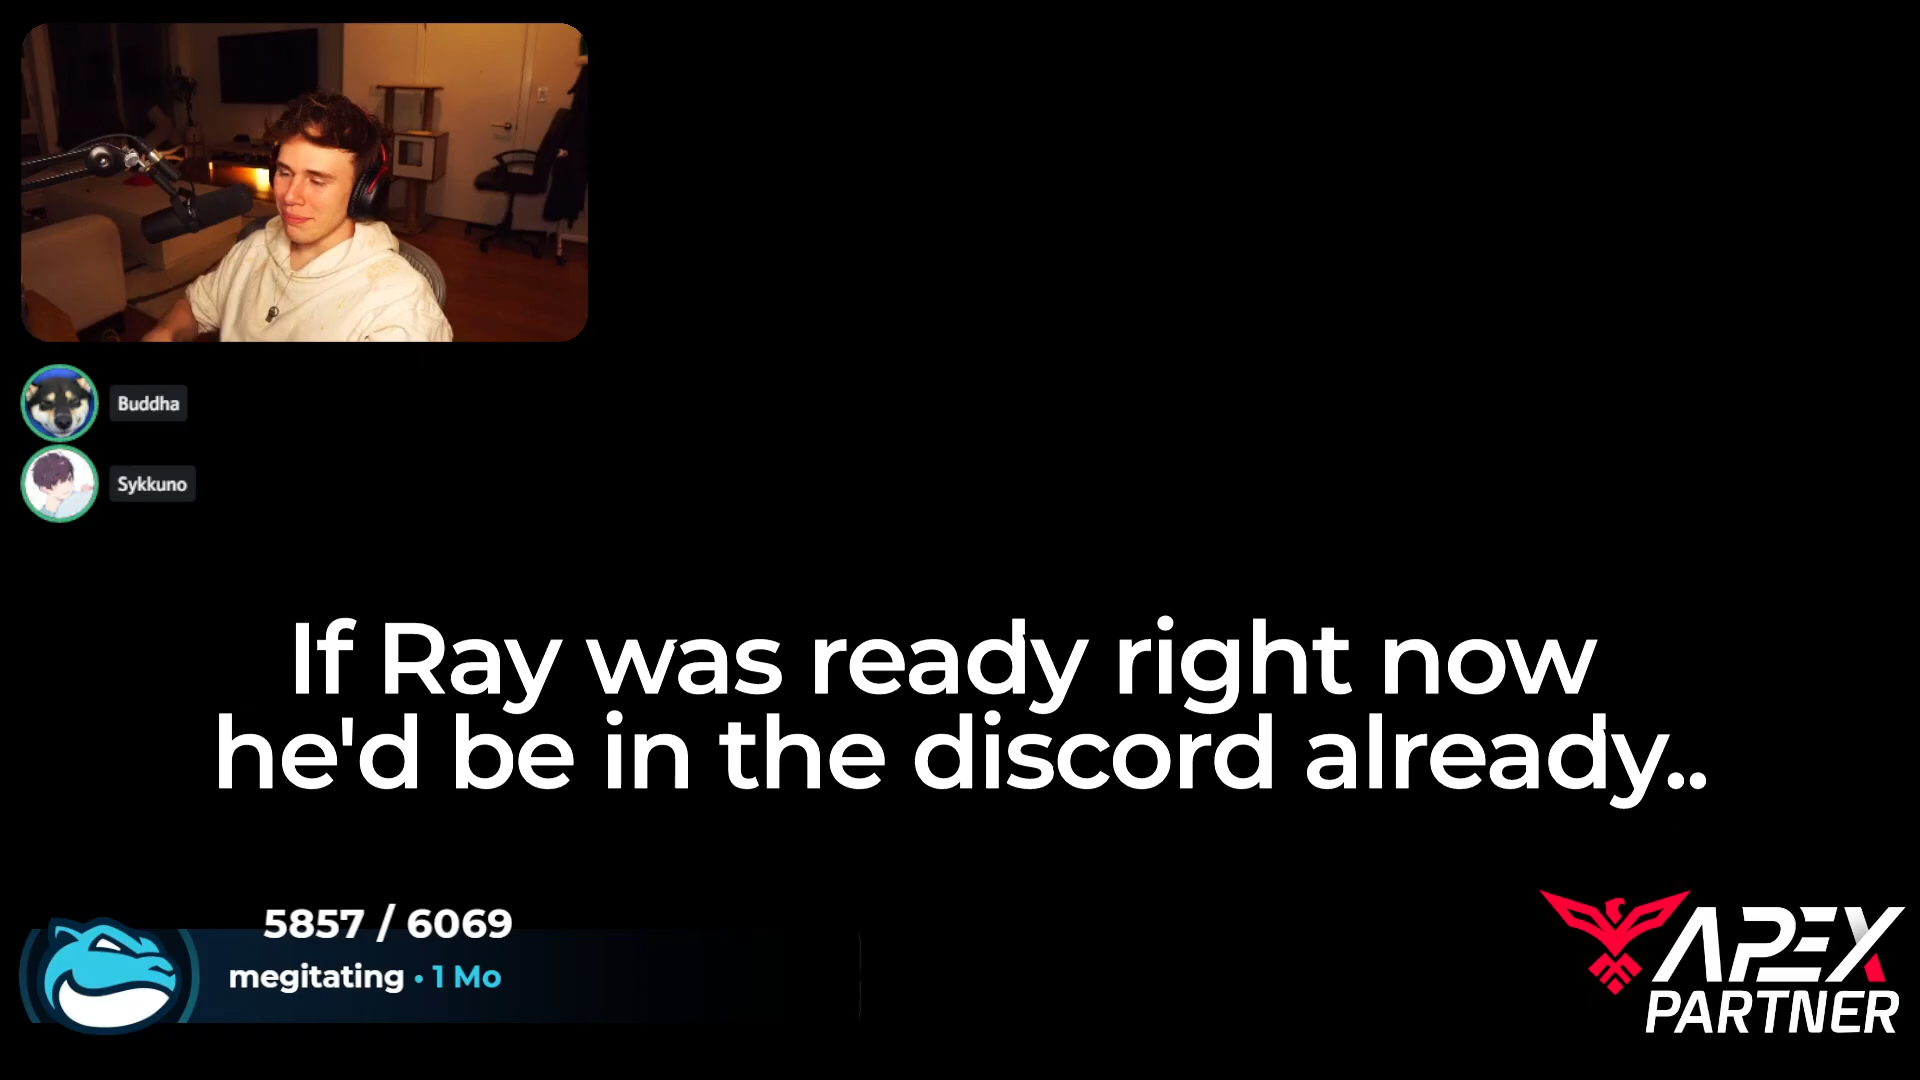 Buddha
Sykkuno
If Ray was ready right now
he'd be in the discord already..
5857 / 6069
megitating • 1 Mo
APEX
PARTNER